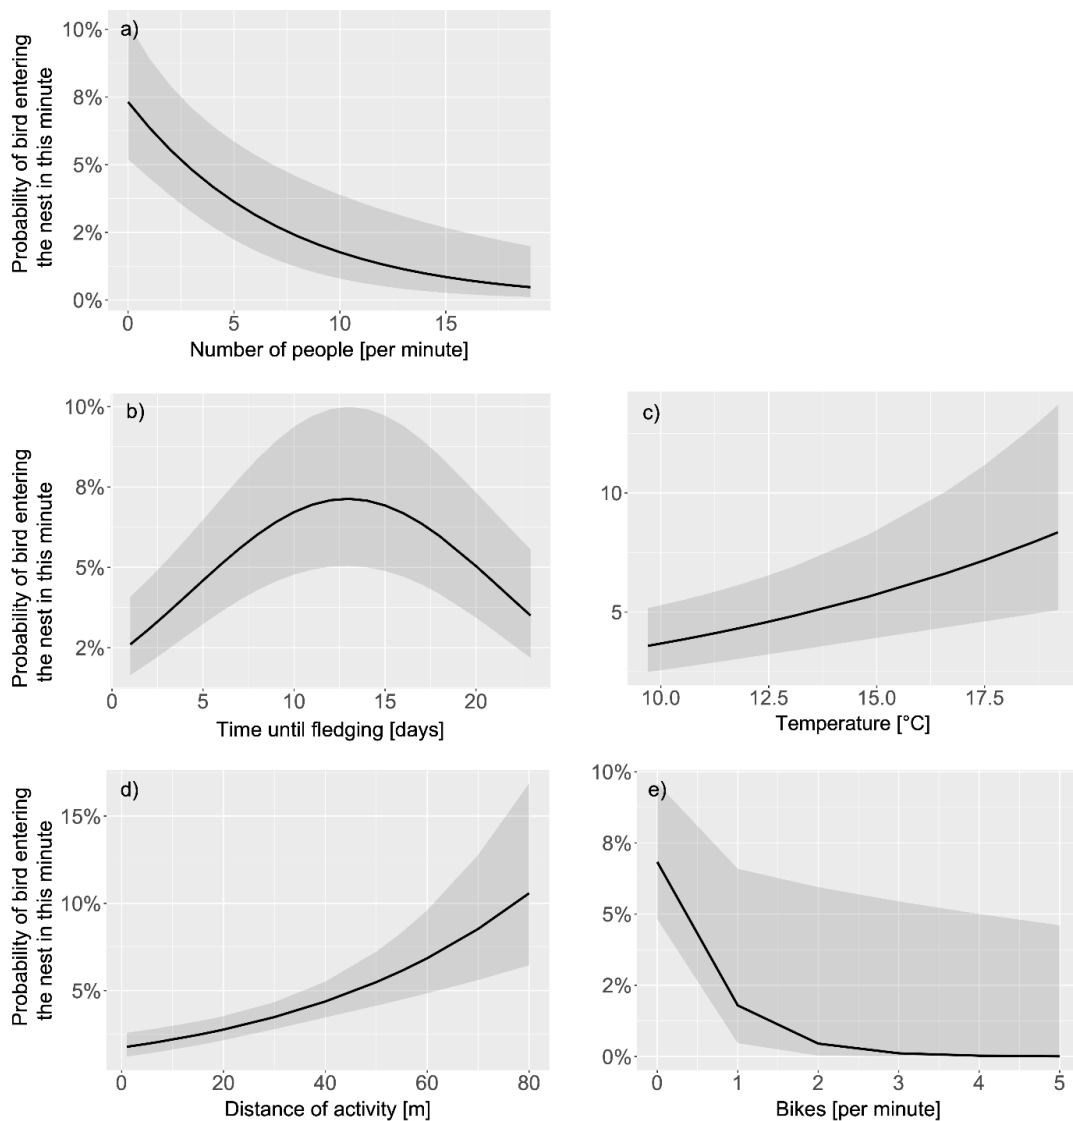 a)
Probability of bird entering
the nest in this minute
10%
8%
5%
2%
0%
0
5
10
15
Number of people [per minute]
b)
Probability of bird entering
the nest in this minute
10%
8%
5%
2%
0
5
10
15
20
Time until fledging [days]
c)
10
5
10.0
12.5
15.0
17.5
Temperature [°C]
d)
Probability of bird entering
the nest in this minute
15%
10%
5%
0
20
40
60
80
Distance of activity [m]
e)
10%
8%
5%
2%
0%
0
1
2
3
4
5
Bikes [per minute]